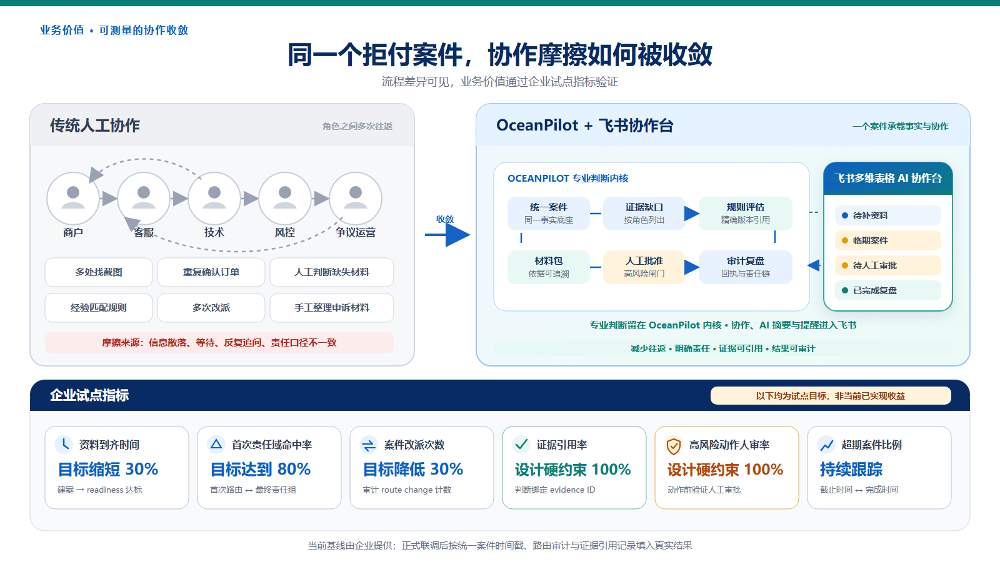 业务价值 • 可测量的协作收敛
同一个拒付案件，协作摩擦如何被收敛
流程差异可见，业务价值通过企业试点指标验证
传统人工协作
角色之间多次往返
商户
客服
技术
风控
争议运营
多处找截图
重复确认订单
人工判断缺失材料
经验匹配规则
多次改派
手工整理申诉材料
摩擦来源：信息散落、等待、反复追问、责任口径不一致
收敛
OceanPilot + 飞书协作台
一个案件承载事实与协作
OCEANPILOT 专业判断内核
统一案件
同一事实底座
证据缺口
按角色列出
规则评估
精确版本引用
材料包
依据可追溯
人工批准
高风险闸门
审计复盘
回执与责任链
飞书多维表格 AI 协作台
待补资料
临期案件
待人工审批
已完成复盘
专业判断留在 OceanPilot 内核 • 协作、AI 摘要与提醒进入飞书
减少往返 • 明确责任 • 证据可引用 • 结果可审计
企业试点指标
以下均为试点目标，非当前已实现收益
资料到齐时间
目标缩短 30%
建案 → readiness 达标
首次责任域命中率
目标达到 80%
首次路由 ↔ 最终责任组
案件改派次数
目标降低 30%
审计 route change 计数
证据引用率
设计硬约束 100%
判断绑定 evidence ID
高风险动作人审率
设计硬约束 100%
动作前验证人工审批
超期案件比例
持续跟踪
截止时间 ↔ 完成时间
当前基线由企业提供；正式联调后按统一案件时间戳、路由审计与证据引用记录填入真实结果